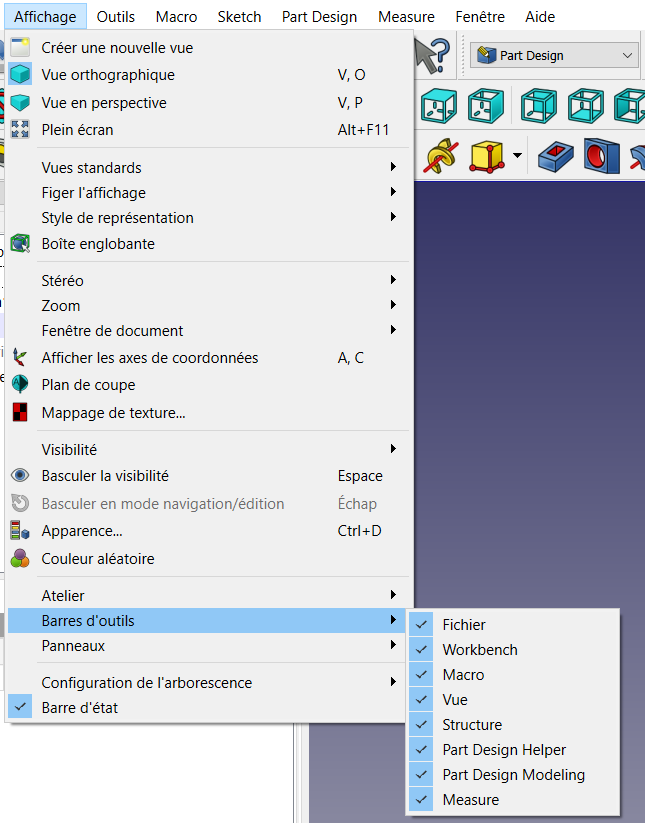 Affichage Outils Macro Sketch Part Design Measure Fenêtre Aide
Créer une nouvelle vue
Part Design
Vue orthographique V, O
Vue en perspective V, P
Plein écran Alt+F11
Vues standards
Figer l'affichage
Style de représentation
Boîte englobante
Stéréo
Zoom
Fenêtre de document
Afficher les axes de coordonnées A, C
Plan de coupe
Mappage de texture...
Visibilité
Basculer la visibilité Espace
Basculer en mode navigation/édition Échap
Apparence... Ctrl+D
Couleur aléatoire
Atelier
Barres d'outils
Panneaux
Configuration de l'arborescence
Barre d'état
Fichier
Workbench
Macro
Vue
Structure
Part Design Helper
Part Design Modeling
Measure